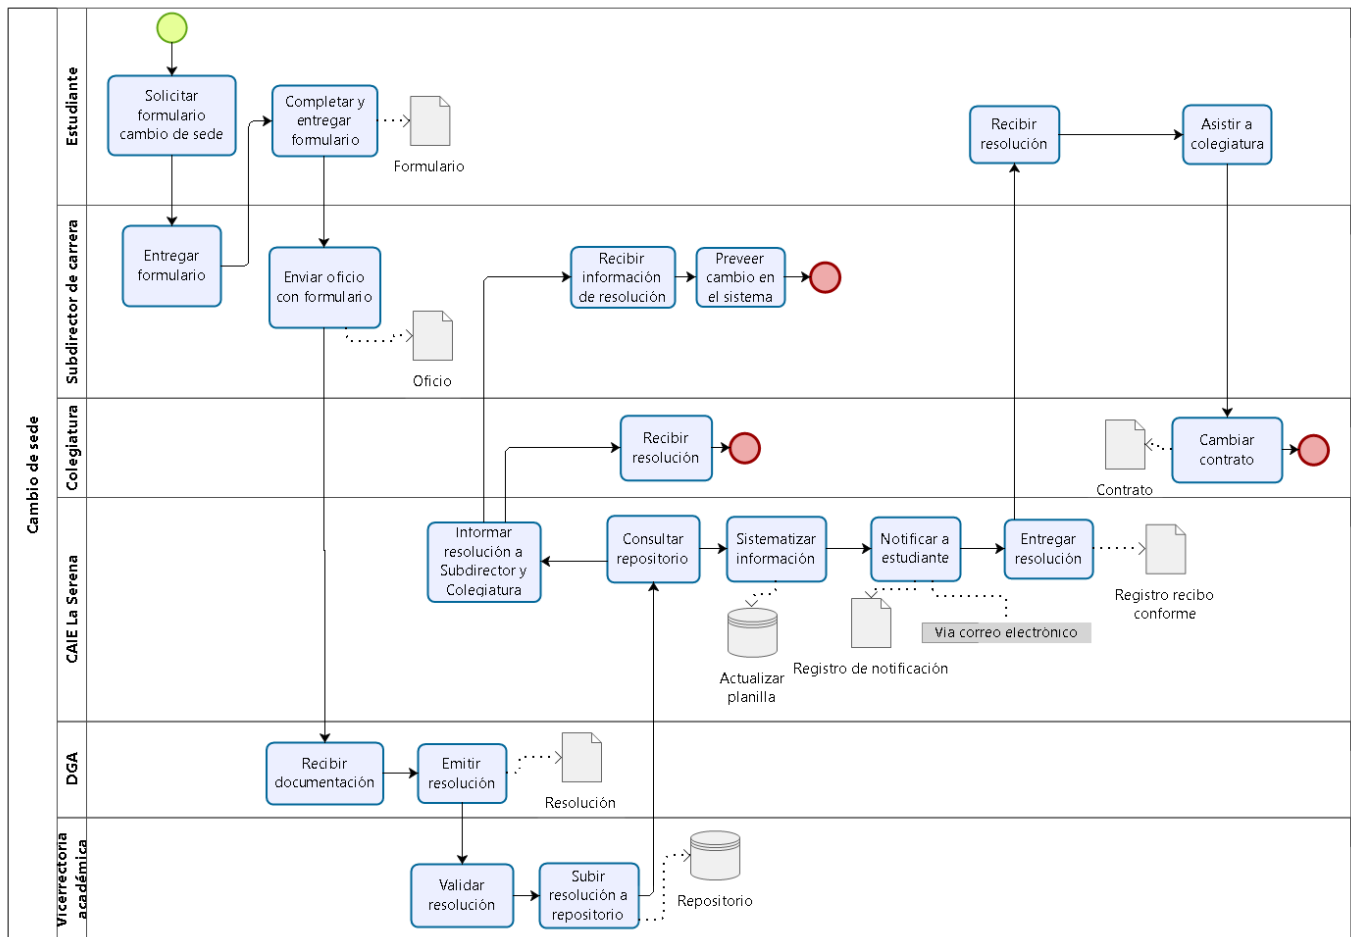 Cambio de sede
Estudiante
Solicitar
formulario
cambio de sede
Completar y
entregar
formulario
Formulario
Recibir
resolución
Asistir a
colegiatura
Subdirector de carrera
Entregar
formulario
Enviar oficio
con formulario
Oficio
Recibir
información
de resolución
Preveer
cambio en
el sistema
Colegiatura
Recibir
resolución
Contrato
Cambiar
contrato
CAIE La Serena
Informar
resolución a
Subdirector y
Colegiatura
Consultar
repositorio
Sistematizar
información
Notificar a
estudiante
Entregar
resolución
Actualizar
planilla
Registro de notificación
Vía correo electrónico
Registro recibo
conforme
DGA
Recibir
documentación
Emitir
resolución
Resolución
Vicerrectoria
académica
Validar
resolución
Subir
resolución a
repositorio
Repositorio